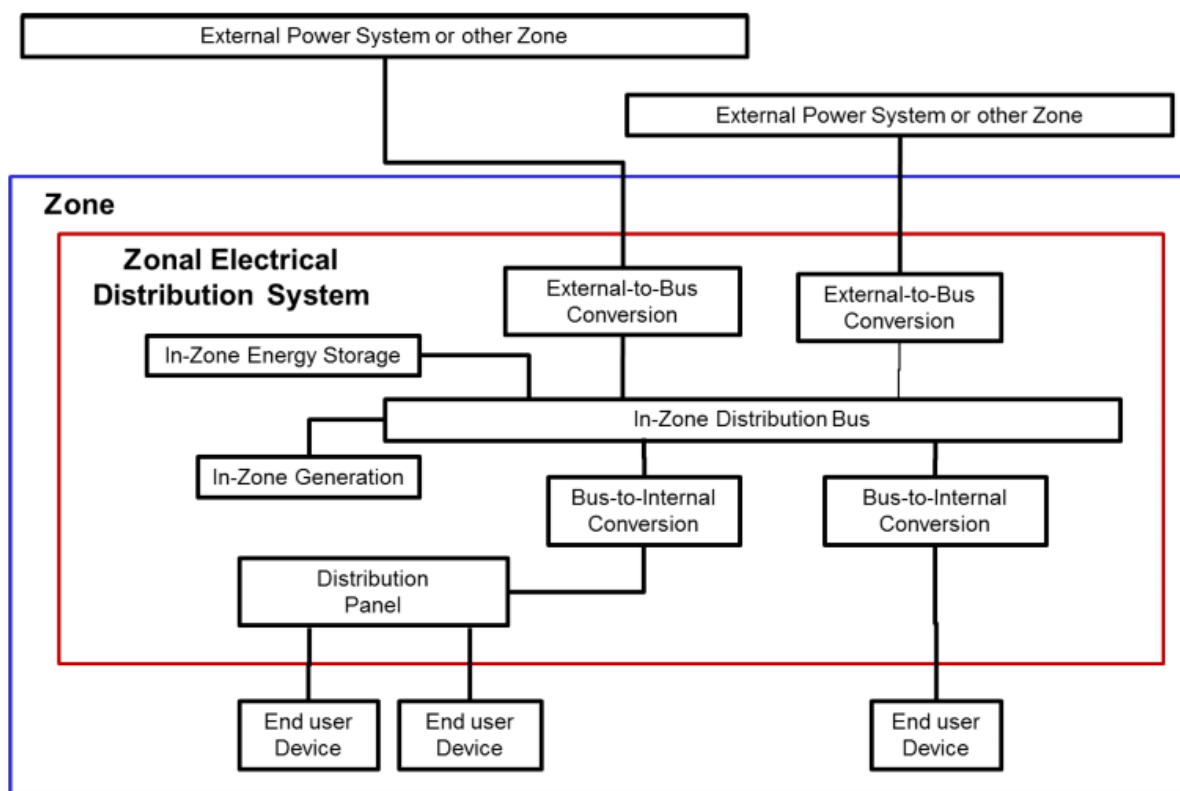 External Power System or other Zone
External Power System or other Zone
Zone
Zonal Electrical
Distribution System
External-to-Bus
Conversion
External-to-Bus
Conversion
In-Zone Energy Storage
In-Zone Distribution Bus
In-Zone Generation
Bus-to-Internal
Conversion
Bus-to-Internal
Conversion
Distribution
Panel
End user
Device
End user
Device
End user
Device